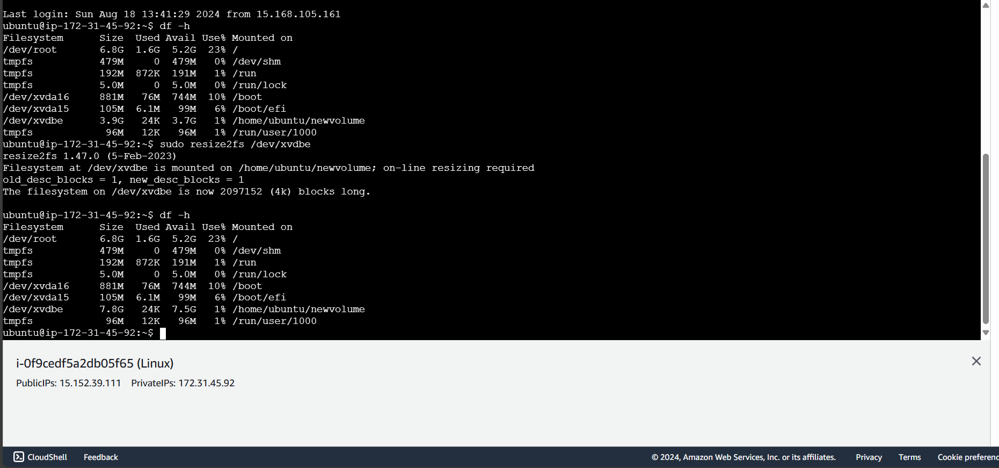 Last login: Sun Aug 18 13:41:29 2024 from 15.168.105.161
ubuntu@ip-172-31-45-92:~$ df -h
Filesystem      Size  Used Avail Use% Mounted on
/dev/root       6.8G  1.6G  5.2G  23% /
tmpfs           479M     0  479M   0% /dev/shm
tmpfs           192M  872K  191M   1% /run
tmpfs           5.0M     0  5.0M   0% /run/lock
/dev/xvda16     881M   76M  744M  10% /boot
/dev/xvda15     105M  6.1M   99M   6% /boot/efi
/dev/xvdbe      3.9G   24K  3.7G   1% /home/ubuntu/newvolume
tmpfs            96M   12K   96M   1% /run/user/1000
ubuntu@ip-172-31-45-92:~$ sudo resize2fs /dev/xvdbe
resize2fs 1.47.0 (5-Feb-2023)
Filesystem at /dev/xvdbe is mounted on /home/ubuntu/newvolume; on-line resizing required
old_desc_blocks = 1, new_desc_blocks = 1
The filesystem on /dev/xvdbe is now 2097152 (4k) blocks long.
ubuntu@ip-172-31-45-92:~$ df -h
Filesystem      Size  Used Avail Use% Mounted on
/dev/root       6.8G  1.6G  5.2G  23% /
tmpfs           479M     0  479M   0% /dev/shm
tmpfs           192M  872K  191M   1% /run
tmpfs           5.0M     0  5.0M   0% /run/lock
/dev/xvda16     881M   76M  744M  10% /boot
/dev/xvda15     105M  6.1M   99M   6% /boot/efi
/dev/xvdbe      7.8G   24K  7.5G   1% /home/ubuntu/newvolume
tmpfs            96M   12K   96M   1% /run/user/1000
ubuntu@ip-172-31-45-92:~$
i-0f9cedf5a2db05f65 (Linux)
PublicIPs: 15.152.39.111 PrivateIPs: 172.31.45.92
CloudShell Feedback © 2024, Amazon Web Services, Inc. or its affiliates. Privacy Terms Cookie preferenc